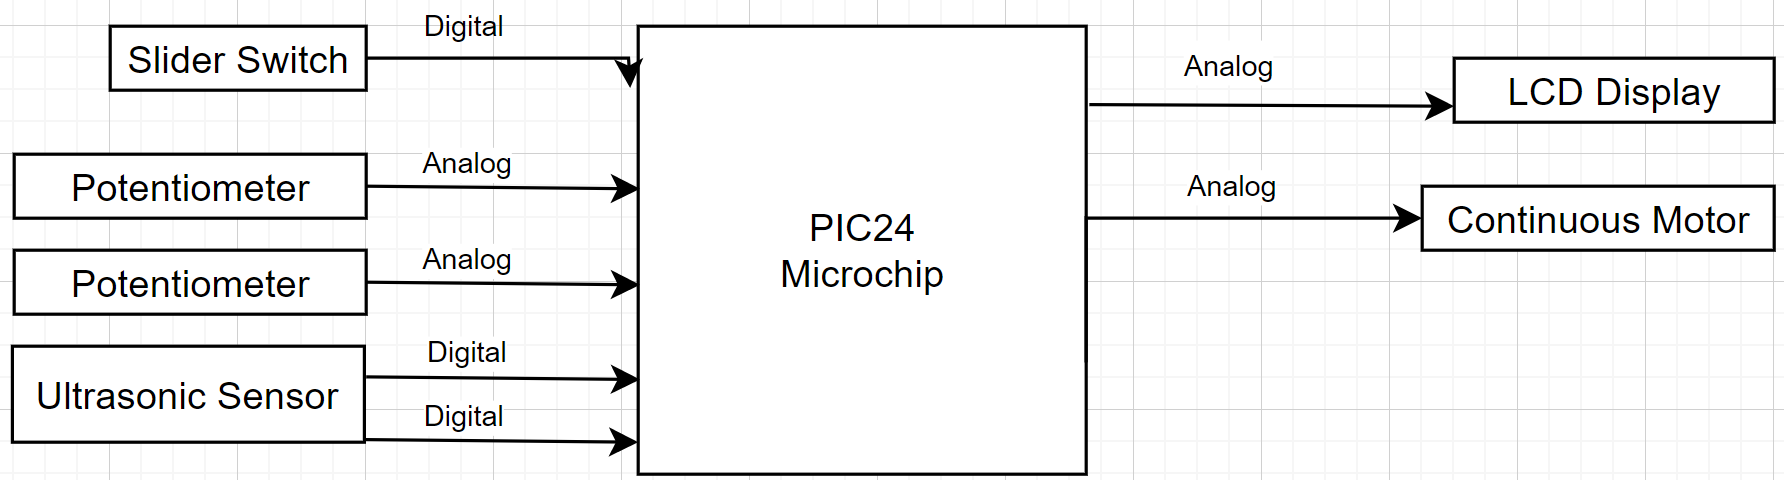 Digital
Slider Switch
Analog
Potentiometer
Analog
Potentiometer
Digital
Ultrasonic Sensor
Digital
PIC24
Microchip
Analog
LCD Display
Analog
Continuous Motor